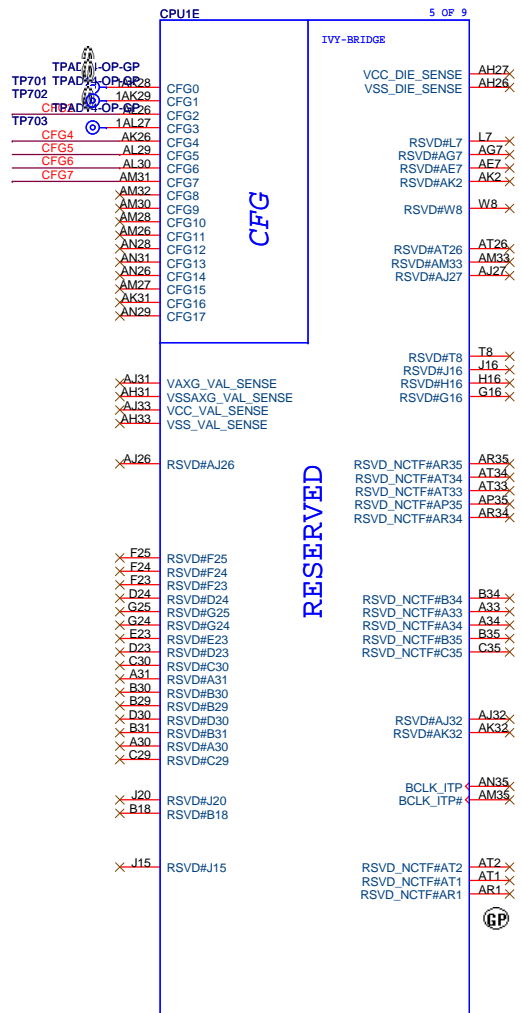 CPU1E 5 OF 9
IVY-BRIDGE
TP701
TP702
TP703
CFG4
CFG5
CFG6
CFG7
AK28 CFG0
1AK29 CFG1
AL26 CFG2
1AL27 CFG3
AK26 CFG4
AL29 CFG5
AL30 CFG6
AM31 CFG7
AM32 CFG8
AM30 CFG9
AM28 CFG10
AM26 CFG11
AN28 CFG12
AN31 CFG13
AN26 CFG14
AM27 CFG15
AK31 CFG16
AN29 CFG17
CFG
AJ31 VAXG_VAL_SENSE
AH31 VSSAXG_VAL_SENSE
AJ33 VCC_VAL_SENSE
AH33 VSS_VAL_SENSE
AJ26 RSVD#AJ26
F25 RSVD#F25
F24 RSVD#F24
F23 RSVD#F23
D24 RSVD#D24
G25 RSVD#G25
G24 RSVD#G24
E23 RSVD#E23
D23 RSVD#D23
C30 RSVD#C30
A31 RSVD#A31
B30 RSVD#B30
B29 RSVD#B29
D30 RSVD#D30
B31 RSVD#B31
A30 RSVD#A30
C29 RSVD#C29
J20 RSVD#J20
B18 RSVD#B18
J15 RSVD#J15
RESERVED
VCC_DIE_SENSE AH27
VSS_DIE_SENSE AH26
RSVD#L7 L7
RSVD#AG7 AG7
RSVD#AE7 AE7
RSVD#AK2 AK2
RSVD#W8 W8
RSVD#AT26 AT26
RSVD#AM33 AM33
RSVD#AJ27 AJ27
RSVD#T8 T8
RSVD#J16 J16
RSVD#H16 H16
RSVD#G16 G16
RSVD_NCTF#AR35 AR35
RSVD_NCTF#AT34 AT34
RSVD_NCTF#AT33 AT33
RSVD_NCTF#AP35 AP35
RSVD_NCTF#AR34 AR34
RSVD_NCTF#B34 B34
RSVD_NCTF#A33 A33
RSVD_NCTF#A34 A34
RSVD_NCTF#B35 B35
RSVD_NCTF#C35 C35
RSVD#AJ32 AJ32
RSVD#AK32 AK32
BCLK_ITP AN35
BCLK_ITP# AM35
RSVD_NCTF#AT2 AT2
RSVD_NCTF#AT1 AT1
RSVD_NCTF#AR1 AR1
GP